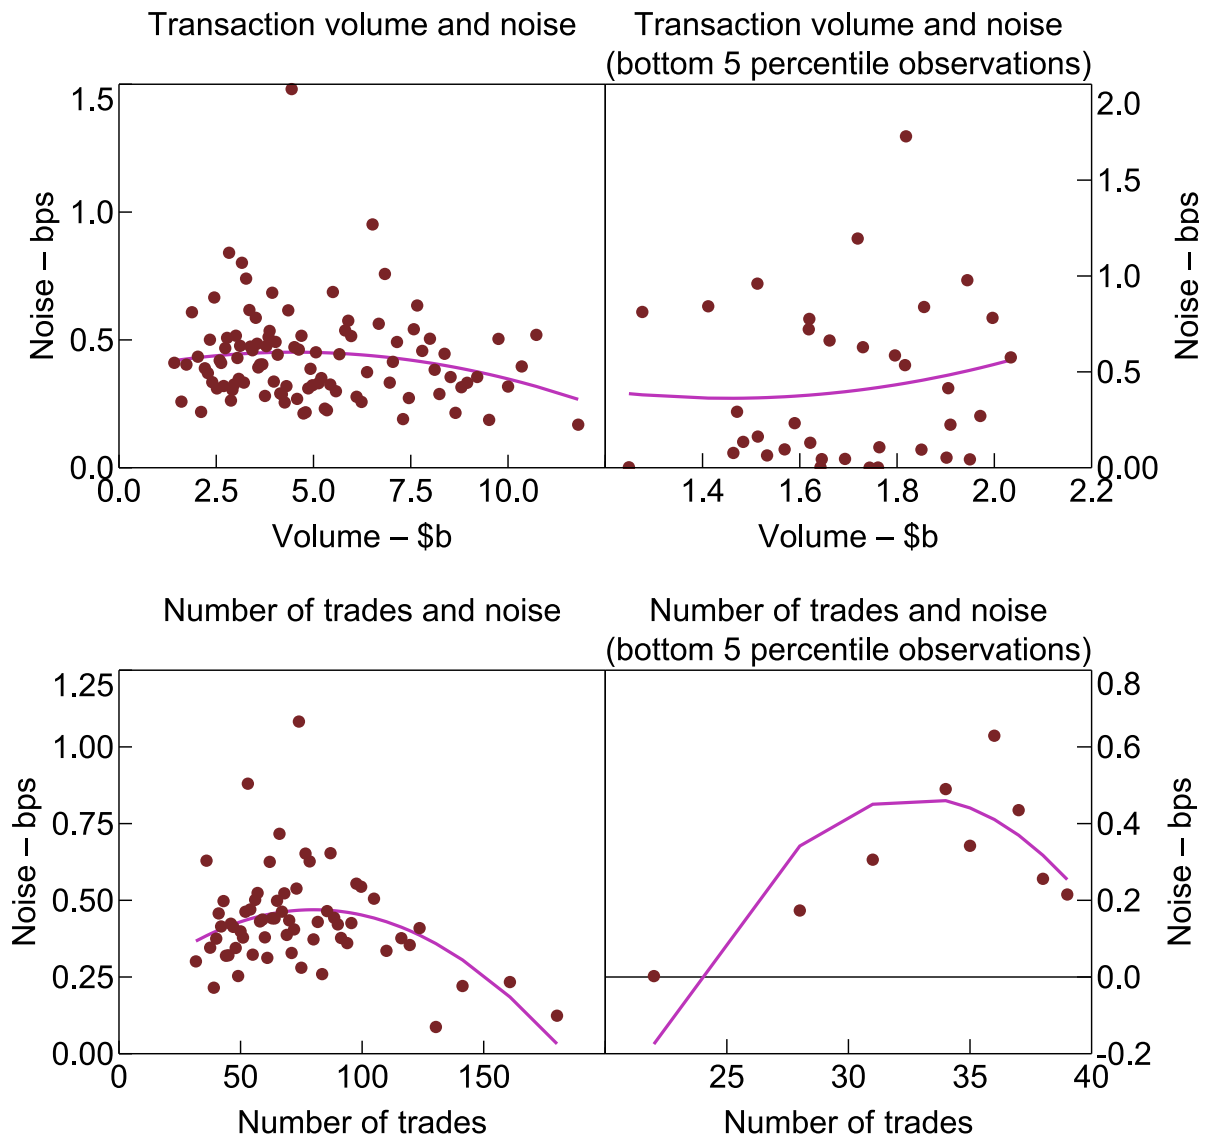 Transaction volume and noise
Transaction volume and noise
(bottom 5 percentile observations)
1.5
1.0
0.5
0.0
Noise – bps
2.0
1.5
1.0
0.5
0.00
Noise – bps
0.0 2.5 5.0 7.5 10.0
1.4 1.6 1.8 2.0 2.2
Volume – $b
Volume – $b
Number of trades and noise
Number of trades and noise
(bottom 5 percentile observations)
1.25
1.00
0.75
0.50
0.25
0.00
Noise – bps
0.8
0.6
0.4
0.2
0.0
-0.2
Noise – bps
0 50 100 150
25 30 35 40
Number of trades
Number of trades